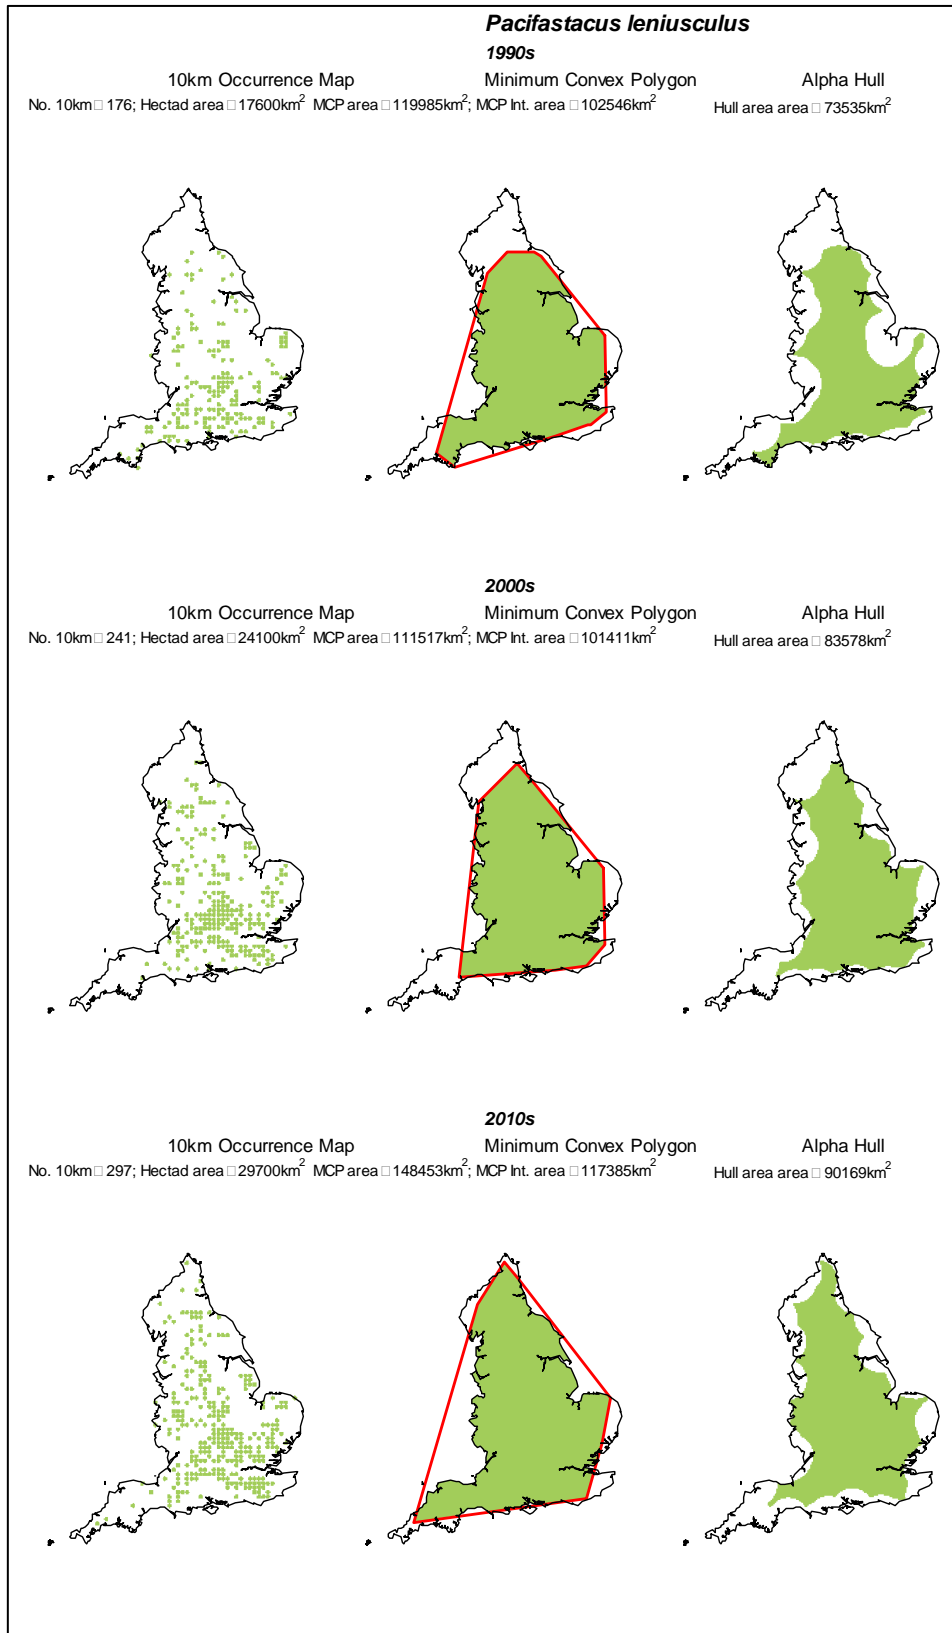 Pacifastacus leniusculus
1990s
10km Occurrence Map Minimum Convex Polygon Alpha Hull
No. 10km□176; Hectad area□17600km² MCP area□119985km²; MCP Int. area□102546km² Hull area area□73535km²
2000s
10km Occurrence Map Minimum Convex Polygon Alpha Hull
No. 10km□241; Hectad area□24100km² MCP area□111517km²; MCP Int. area□101411km² Hull area area□83578km²
2010s
10km Occurrence Map Minimum Convex Polygon Alpha Hull
No. 10km□297; Hectad area□29700km² MCP area□148453km²; MCP Int. area□117385km² Hull area area□90169km²